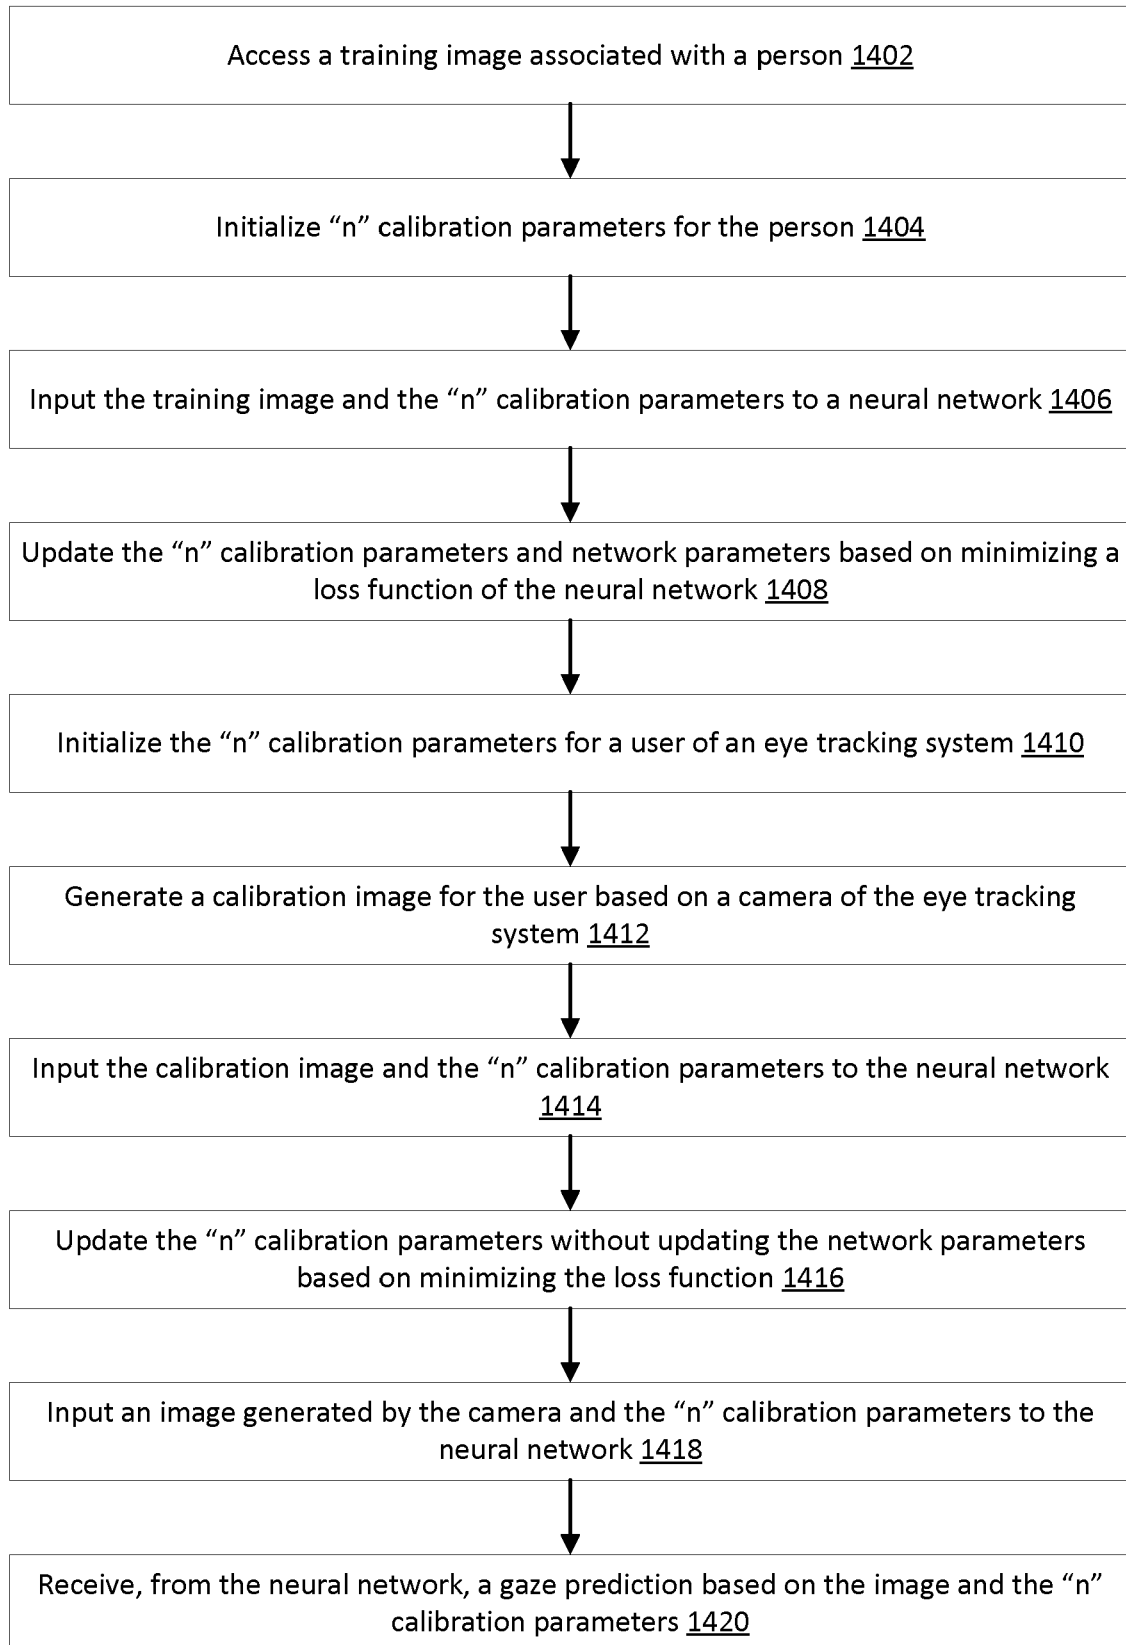 Access a training image associated with a person 1402
Initialize “n” calibration parameters for the person 1404
Input the training image and the “n” calibration parameters to a neural network 1406
Update the “n” calibration parameters and network parameters based on minimizing a
loss function of the neural network 1408
Initialize the “n” calibration parameters for a user of an eye tracking system 1410
Generate a calibration image for the user based on a camera of the eye tracking
system 1412
Input the calibration image and the “n” calibration parameters to the neural network
1414
Update the “n” calibration parameters without updating the network parameters
based on minimizing the loss function 1416
Input an image generated by the camera and the “n” calibration parameters to the
neural network 1418
Receive, from the neural network, a gaze prediction based on the image and the “n”
calibration parameters 1420